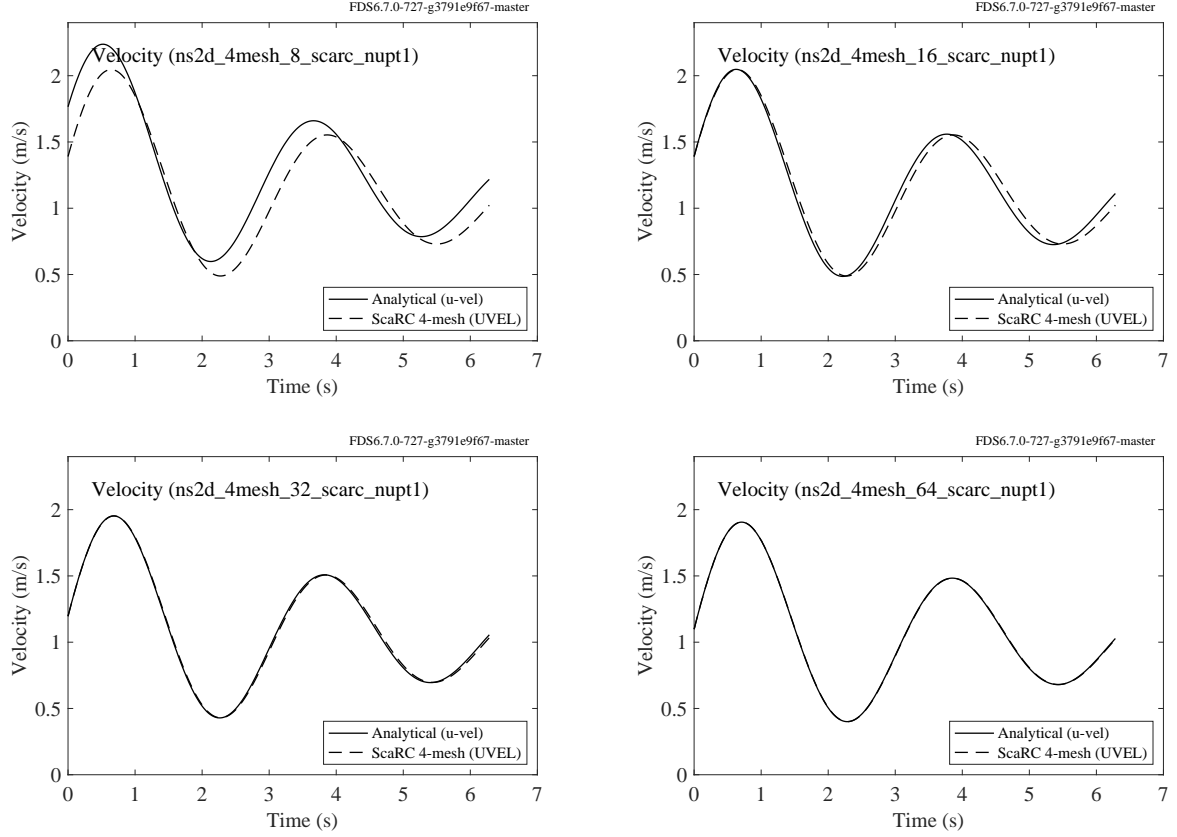 FDS6.7.0-727-g3791e9f67-master
Velocity (ns2d_4mesh_8_scarc_nupt1)
2
1.5
1
0.5
0
Velocity (m/s)
Analytical (u-vel)
ScaRC 4-mesh (UVEL)
0 1 2 3 4 5 6 7
Time (s)
FDS6.7.0-727-g3791e9f67-master
Velocity (ns2d_4mesh_16_scarc_nupt1)
2
1.5
1
0.5
0
Velocity (m/s)
Analytical (u-vel)
ScaRC 4-mesh (UVEL)
0 1 2 3 4 5 6 7
Time (s)
FDS6.7.0-727-g3791e9f67-master
Velocity (ns2d_4mesh_32_scarc_nupt1)
2
1.5
1
0.5
0
Velocity (m/s)
Analytical (u-vel)
ScaRC 4-mesh (UVEL)
0 1 2 3 4 5 6 7
Time (s)
FDS6.7.0-727-g3791e9f67-master
Velocity (ns2d_4mesh_64_scarc_nupt1)
2
1.5
1
0.5
0
Velocity (m/s)
Analytical (u-vel)
ScaRC 4-mesh (UVEL)
0 1 2 3 4 5 6 7
Time (s)